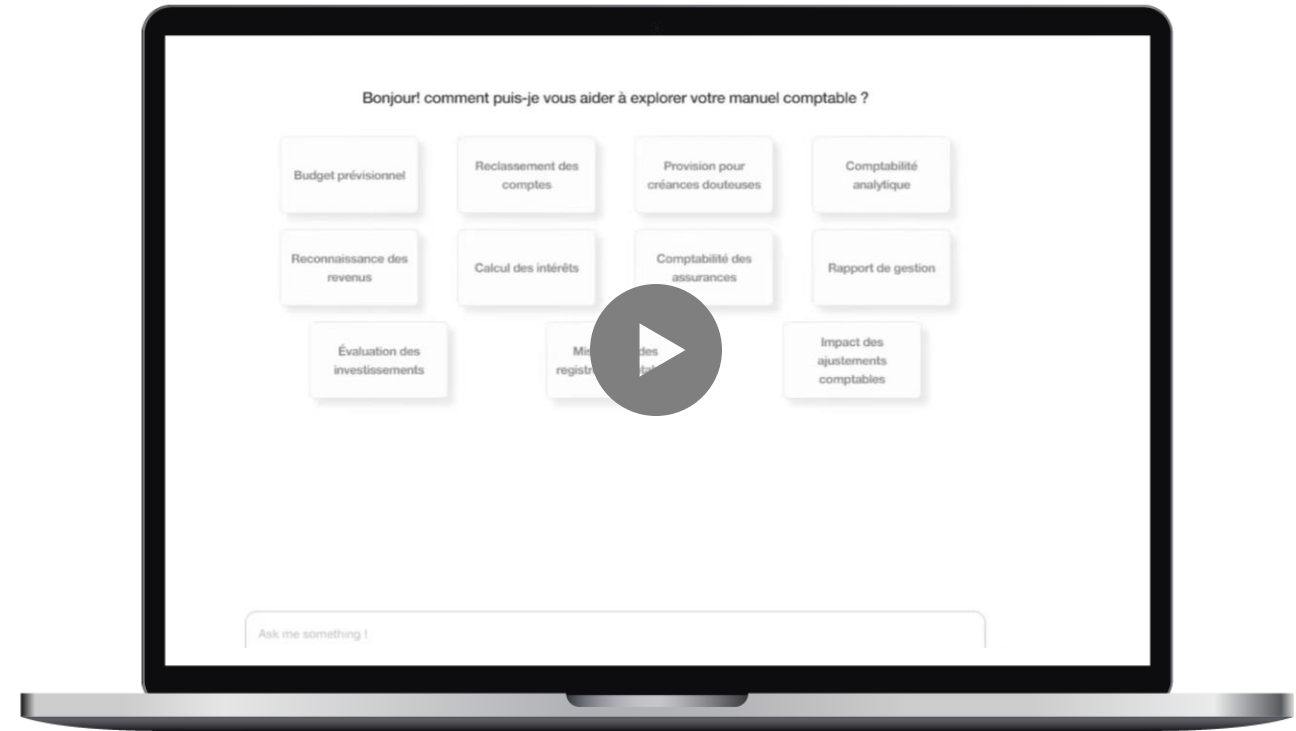 Bonjour! comment puis-je vous aider à explorer votre manuel comptable ?
Budget prévisionnel
Reclassement des
comptes
Provision pour
créances douteuses
Comptabilité
analytique
Reconnaissance des
revenus
Calcul des intérêts
Comptabilité des
assurances
Rapport de gestion
Évaluation des
investissements
des
Impact des
ajustements
comptables
Ask me something !